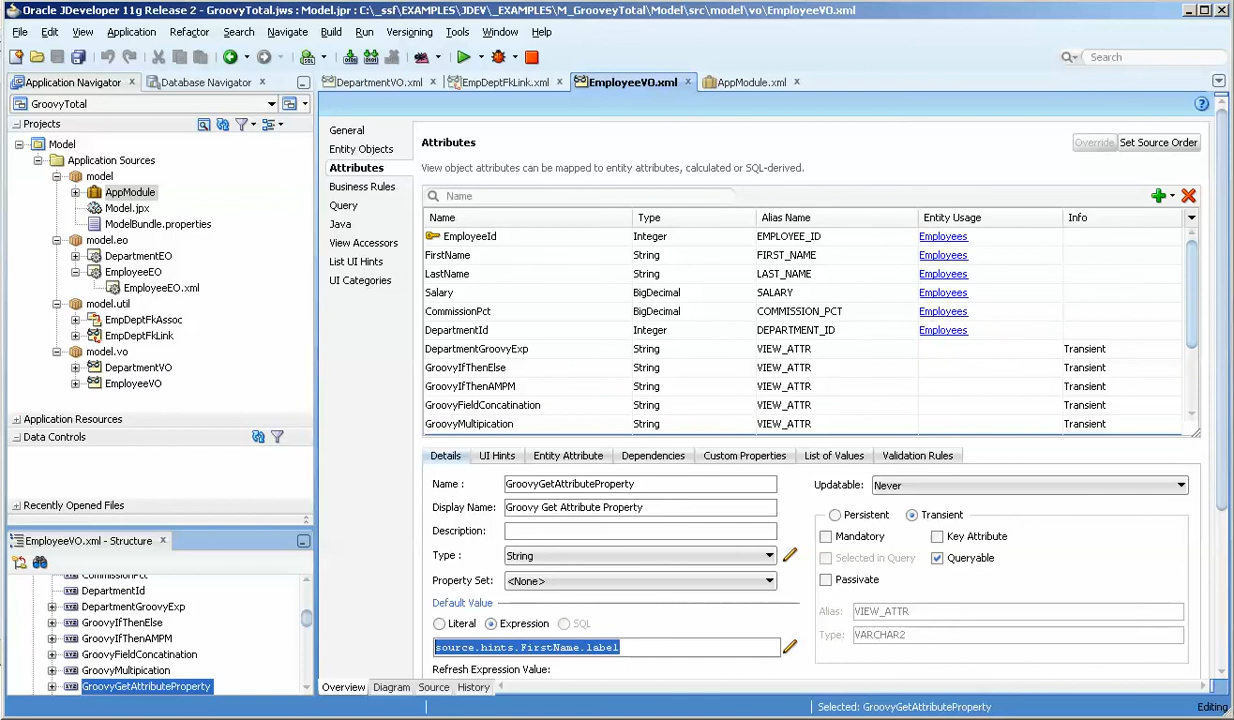 Oracle JDeveloper 11g Release 2 - GroovyTotal.jws : Model.jpr : C:\_ssf\EXAMPLES\JDEV\_EXAMPLES\M_GrooveyTotal\Model\src\model\vo\EmployeeVO.xml
File Edit View Application Refactor Search Navigate Build Run Versioning Tools Window Help
Search
Application Navigator Database Navigator
DepartmentVO.xml EmpDeptFkLink.xml EmployeeVO.xml AppModule.xml
GroovyTotal
Projects
Model
Application Sources
model
AppModule
Model.jpx
ModelBundle.properties
model.eo
DepartmentEO
EmployeeEO
EmployeeEO.xml
model.util
EmpDeptFkAssoc
EmpDeptFkLink
model.vo
DepartmentVO
EmployeeVO
Application Resources
Data Controls
Recently Opened Files
EmployeeVO.xml - Structure
CommissionPct
DepartmentId
DepartmentGroovyExp
GroovyIfThenElse
GroovyIfThenAMPM
GroovyFieldConcatination
GroovyMultipication
GroovyGetAttributeProperty
General
Entity Objects
Attributes
Business Rules
Query
Java
View Accessors
List UI Hints
UI Categories
Attributes
Override Set Source Order
View object attributes can be mapped to entity attributes, calculated or SQL-derived.
Name
Name Type Alias Name Entity Usage Info
EmployeeId Integer EMPLOYEE_ID Employees
FirstName String FIRST_NAME Employees
LastName String LAST_NAME Employees
Salary BigDecimal SALARY Employees
CommissionPct BigDecimal COMMISSION_PCT Employees
DepartmentId Integer DEPARTMENT_ID Employees
DepartmentGroovyExp String VIEW_ATTR Transient
GroovyIfThenElse String VIEW_ATTR Transient
GroovyIfThenAMPM String VIEW_ATTR Transient
GroovyFieldConcatination String VIEW_ATTR Transient
GroovyMultipication String VIEW_ATTR Transient
Details UI Hints Entity Attribute Dependencies Custom Properties List of Values Validation Rules
Name : GroovyGetAttributeProperty
Display Name: Groovy Get Attribute Property
Description:
Type : String
Property Set: <None>
Default Value
Literal Expression SQL
source.hints.FirstName.label
Refresh Expression Value:
Updatable: Never
Persistent Transient
Mandatory Key Attribute
Selected in Query Queryable
Passivate
Alias: VIEW_ATTR
Type: VARCHAR2
Overview Diagram Source History
Selected: GroovyGetAttributeProperty Editing